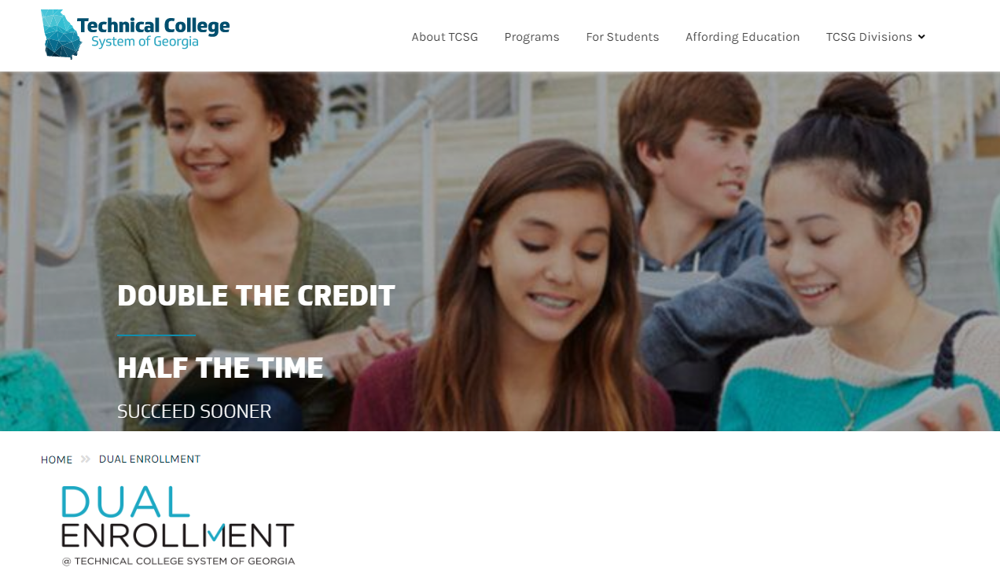 Technical College
System of Georgia
About TCSG
Programs
For Students
Affording Education
TCSG Divisions
DOUBLE THE CREDIT
HALF THE TIME
SUCCEED SOONER
HOME » DUAL ENROLLMENT
DUAL
ENROLLMENT
@ TECHNICAL COLLEGE SYSTEM OF GEORGIA